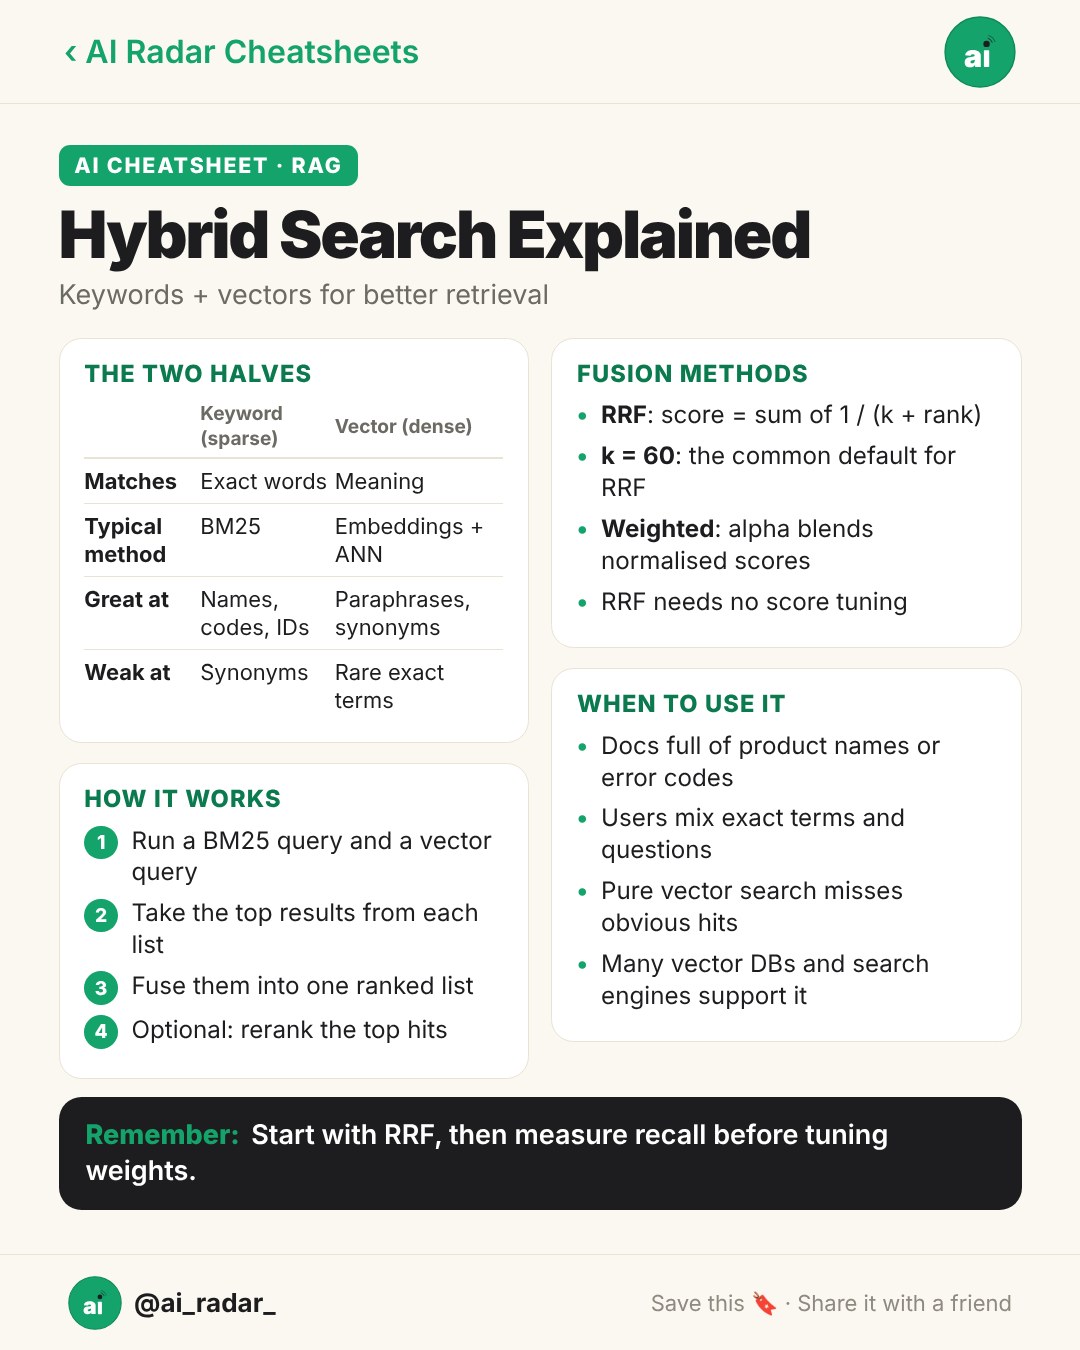 ‹ AI Radar Cheatsheets
ai
AI CHEATSHEET · RAG
Hybrid Search Explained
Keywords + vectors for better retrieval
THE TWO HALVES
Keyword (sparse) Vector (dense)
Matches Exact words Meaning
Typical method BM25 Embeddings + ANN
Great at Names, codes, IDs Paraphrases, synonyms
Weak at Synonyms Rare exact terms
HOW IT WORKS
1 Run a BM25 query and a vector
query
2 Take the top results from each
list
3 Fuse them into one ranked list
4 Optional: rerank the top hits
FUSION METHODS
• RRF: score = sum of 1 / (k + rank)
• k = 60: the common default for
RRF
• Weighted: alpha blends
normalised scores
• RRF needs no score tuning
WHEN TO USE IT
• Docs full of product names or
error codes
• Users mix exact terms and
questions
• Pure vector search misses
obvious hits
• Many vector DBs and search
engines support it
Remember: Start with RRF, then measure recall before tuning
weights.
ai @ai_radar_
Save this 🔖 · Share it with a friend